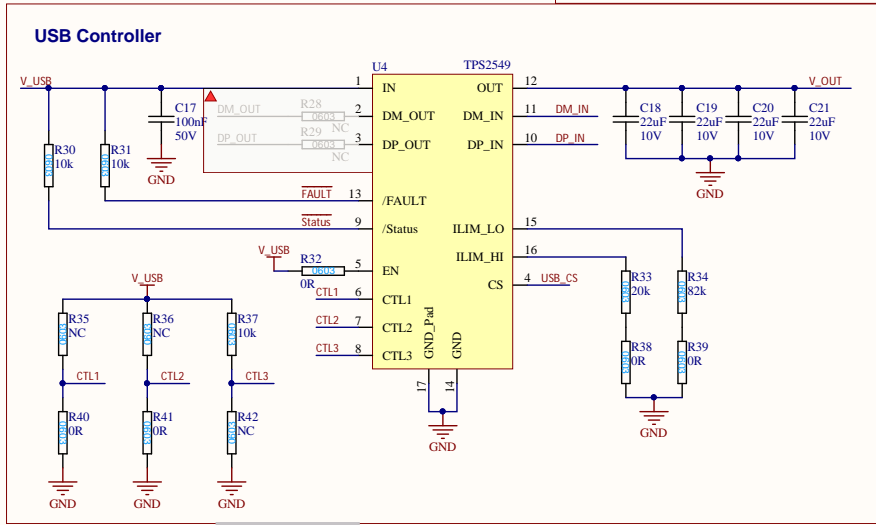 USB Controller
U4
TPS2549
V_USB
1
IN
OUT
12
V_OUT
C17
100nF
50V
GND
DM_OUT
R28
0603
NC
2
DM_OUT
DM_IN
11
DM_IN
DP_OUT
R29
0603
NC
3
DP_OUT
DP_IN
10
DP_IN
C18
22uF
10V
C19
22uF
10V
C20
22uF
10V
C21
22uF
10V
GND
R30
10k
0603
R31
10k
0603
FAULT
13
/FAULT
Status
9
/Status
ILIM_LO
15
ILIM_HI
16
V_USB
R32
0603
0R
5
EN
CS
4
USB_CS
CTL1
6
CTL1
CTL2
7
CTL2
CTL3
8
CTL3
GND_Pad
GND
17
14
GND
R33
20k
0603
R34
82k
0603
R38
0R
0603
R39
0R
0603
GND
V_USB
R35
NC
0603
R36
NC
0603
R37
10k
0603
CTL1
CTL2
CTL3
R40
0R
0603
R41
0R
0603
R42
NC
0603
GND
GND
GND